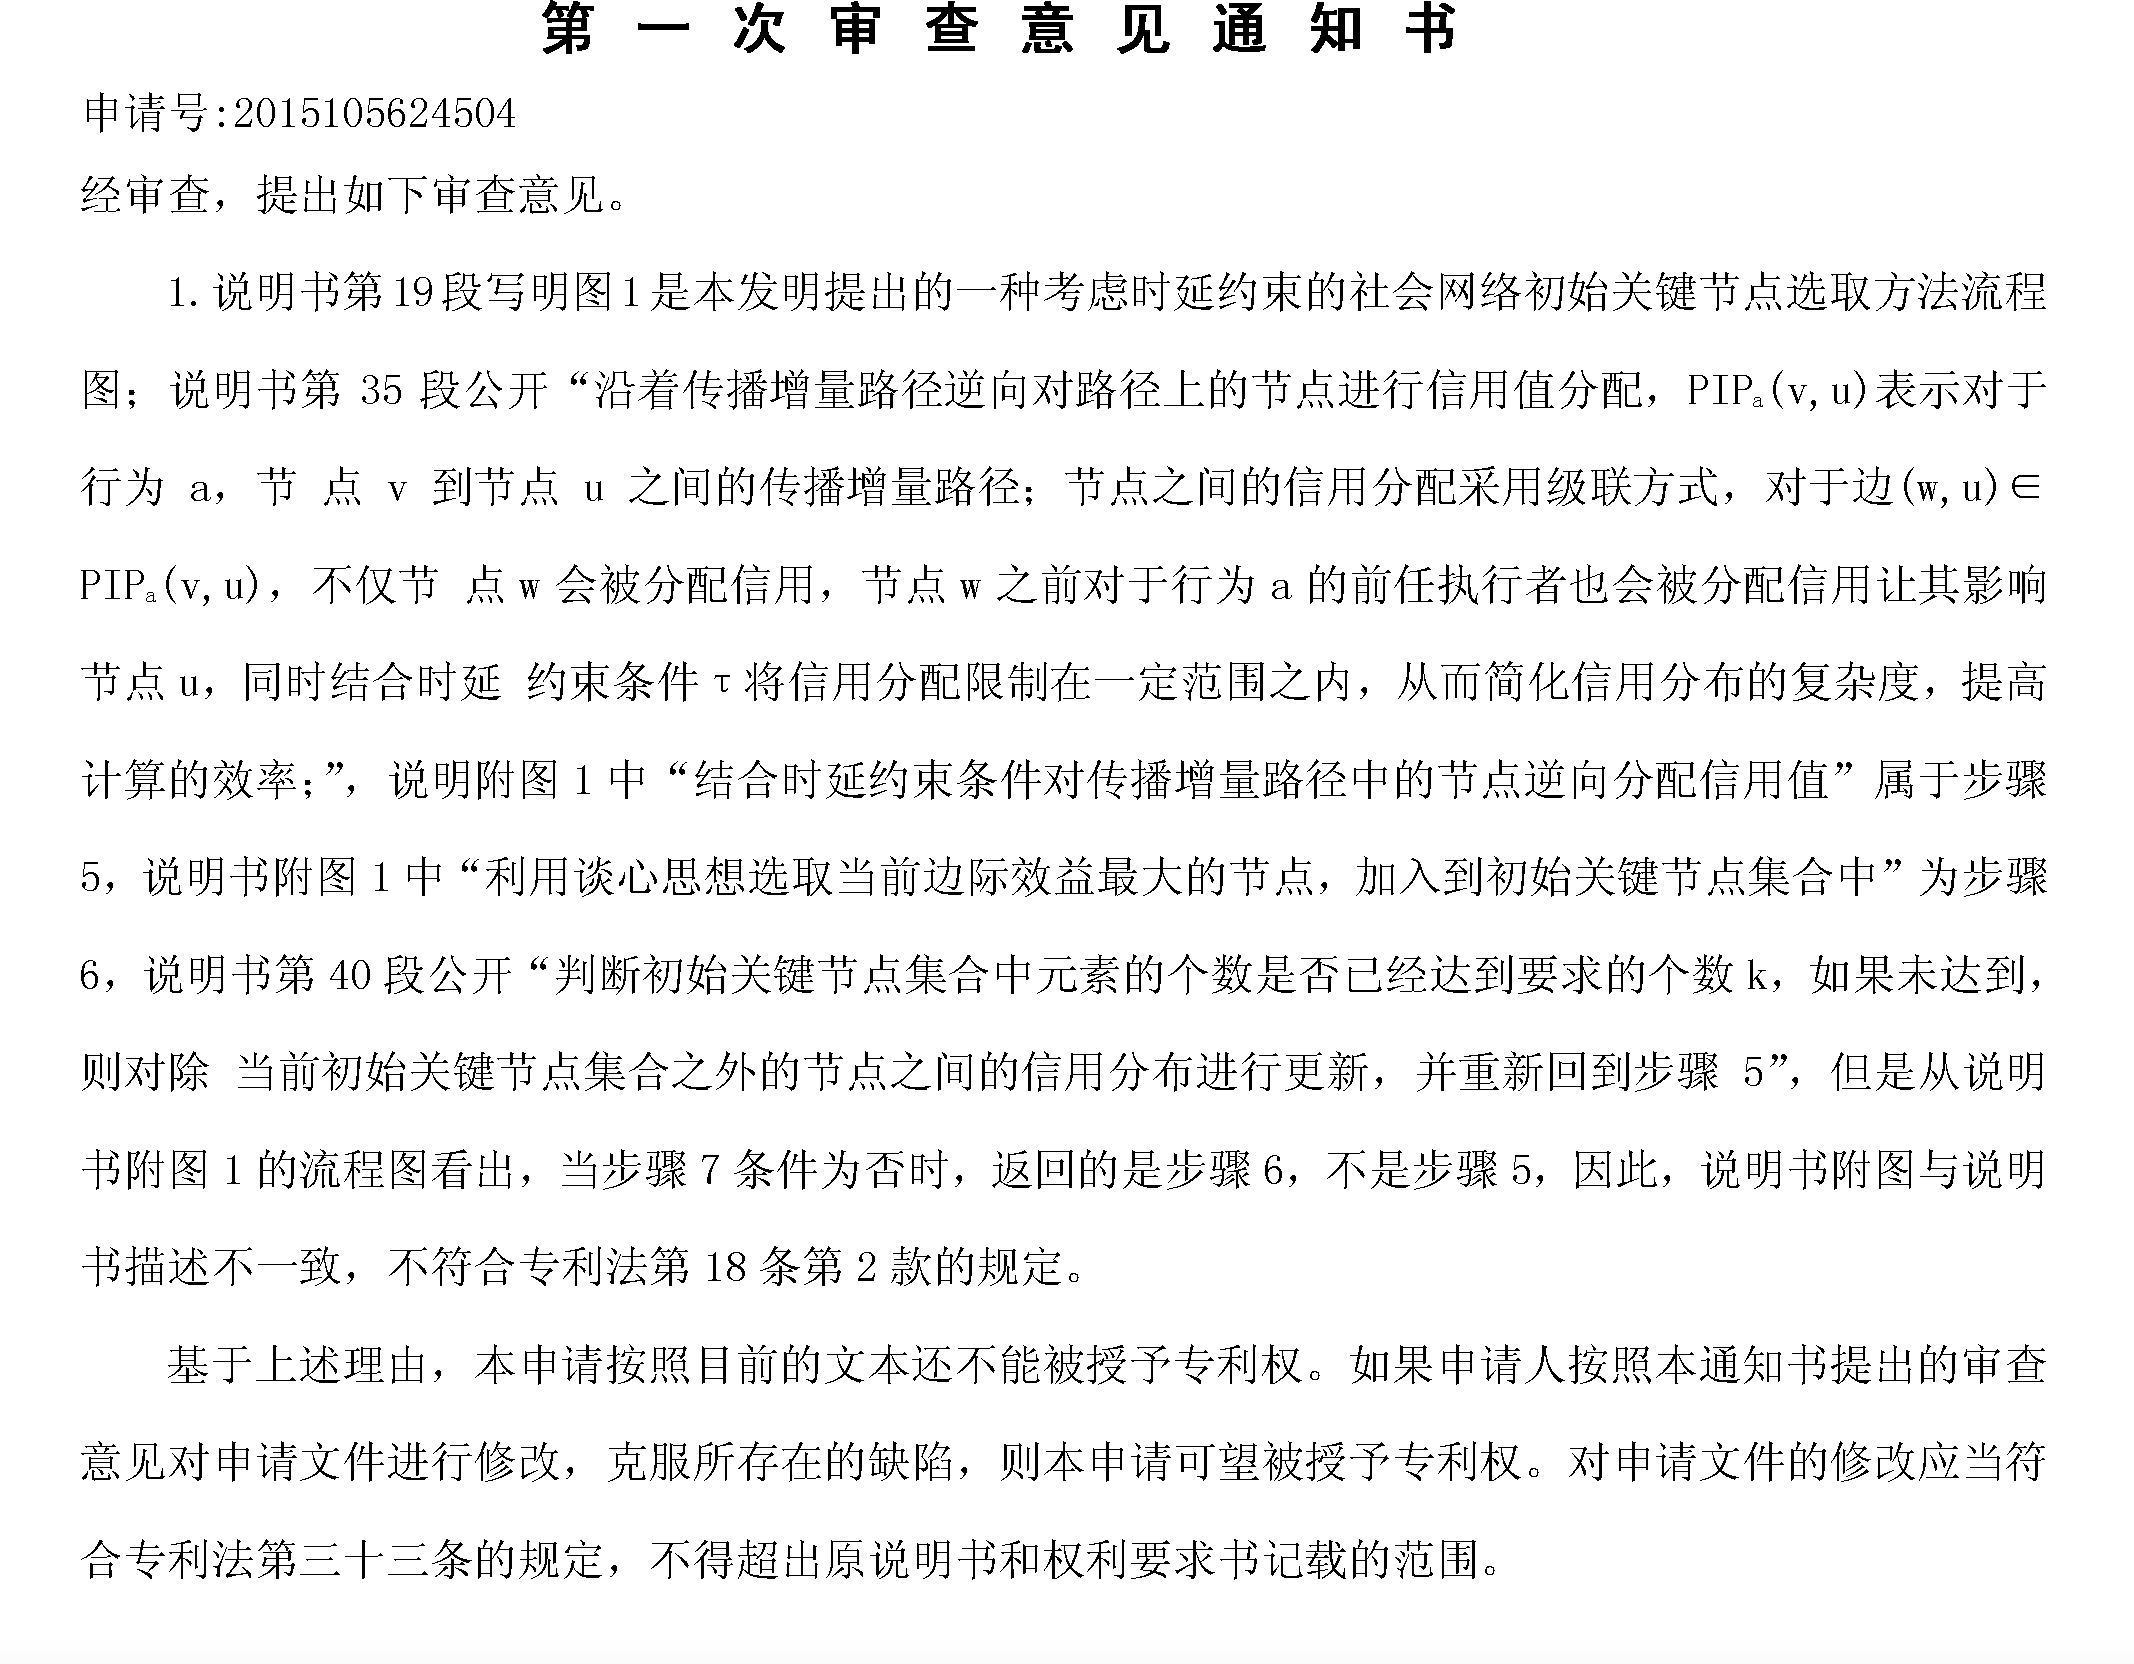 第一次审查意见通知书
申请号:2015105624504
经审查，提出如下审查意见。
1.说明书第19段写明图1是本发明提出的一种考虑时延约束的社会网络初始关键节点选取方法流程
图；说明书第 35 段公开“沿着传播增量路径逆向对路径上的节点进行信用值分配，PIPₐ(v,u)表示对于
行为 a，节 点 v 到节点 u 之间的传播增量路径；节点之间的信用分配采用级联方式，对于边(w,u)∈
PIPₐ(v,u)，不仅节 点 w 会被分配信用，节点 w 之前对于行为 a 的前任执行者也会被分配信用让其影响
节点 u，同时结合时延 约束条件 τ 将信用分配限制在一定范围之内，从而简化信用分布的复杂度，提高
计算的效率;”，说明附图 1 中“结合时延约束条件对传播增量路径中的节点逆向分配信用值”属于步骤
5，说明书附图 1 中“利用谈心思想选取当前边际效益最大的节点，加入到初始关键节点集合中”为步骤
6，说明书第 40 段公开“判断初始关键节点集合中元素的个数是否已经达到要求的个数 k，如果未达到，
则对除 当前初始关键节点集合之外的节点之间的信用分布进行更新，并重新回到步骤 5”，但是从说明
书附图 1 的流程图看出，当步骤 7 条件为否时，返回的是步骤 6，不是步骤 5，因此，说明书附图与说明
书描述不一致，不符合专利法第 18 条第 2 款的规定。
基于上述理由，本申请按照目前的文本还不能被授予专利权。如果申请人按照本通知书提出的审查
意见对申请文件进行修改，克服所存在的缺陷，则本申请可望被授予专利权。对申请文件的修改应当符
合专利法第三十三条的规定，不得超出原说明书和权利要求书记载的范围。